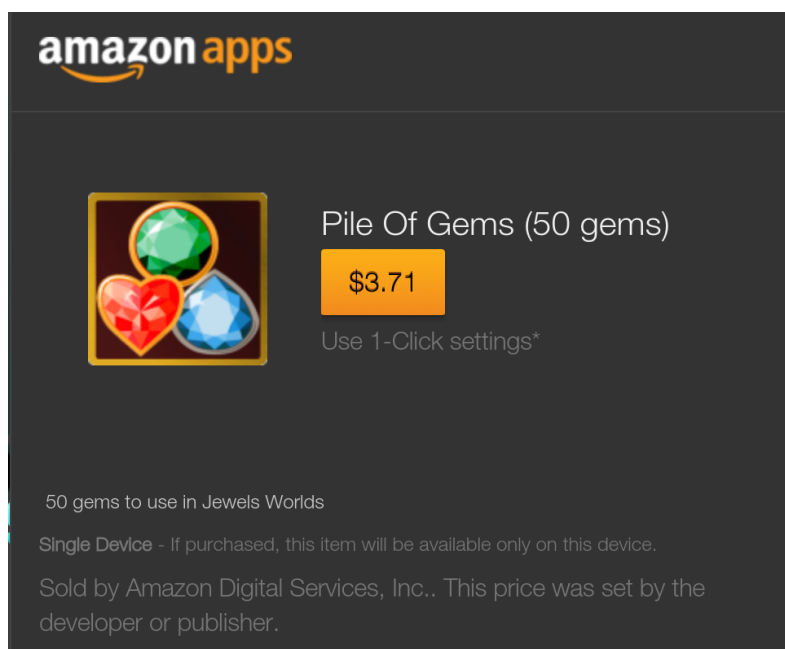 amazon apps
Pile Of Gems (50 gems)
$3.71
Use 1-Click settings*
50 gems to use in Jewels Worlds
Single Device - If purchased, this item will be available only on this device.
Sold by Amazon Digital Services, Inc.. This price was set by the
developer or publisher.